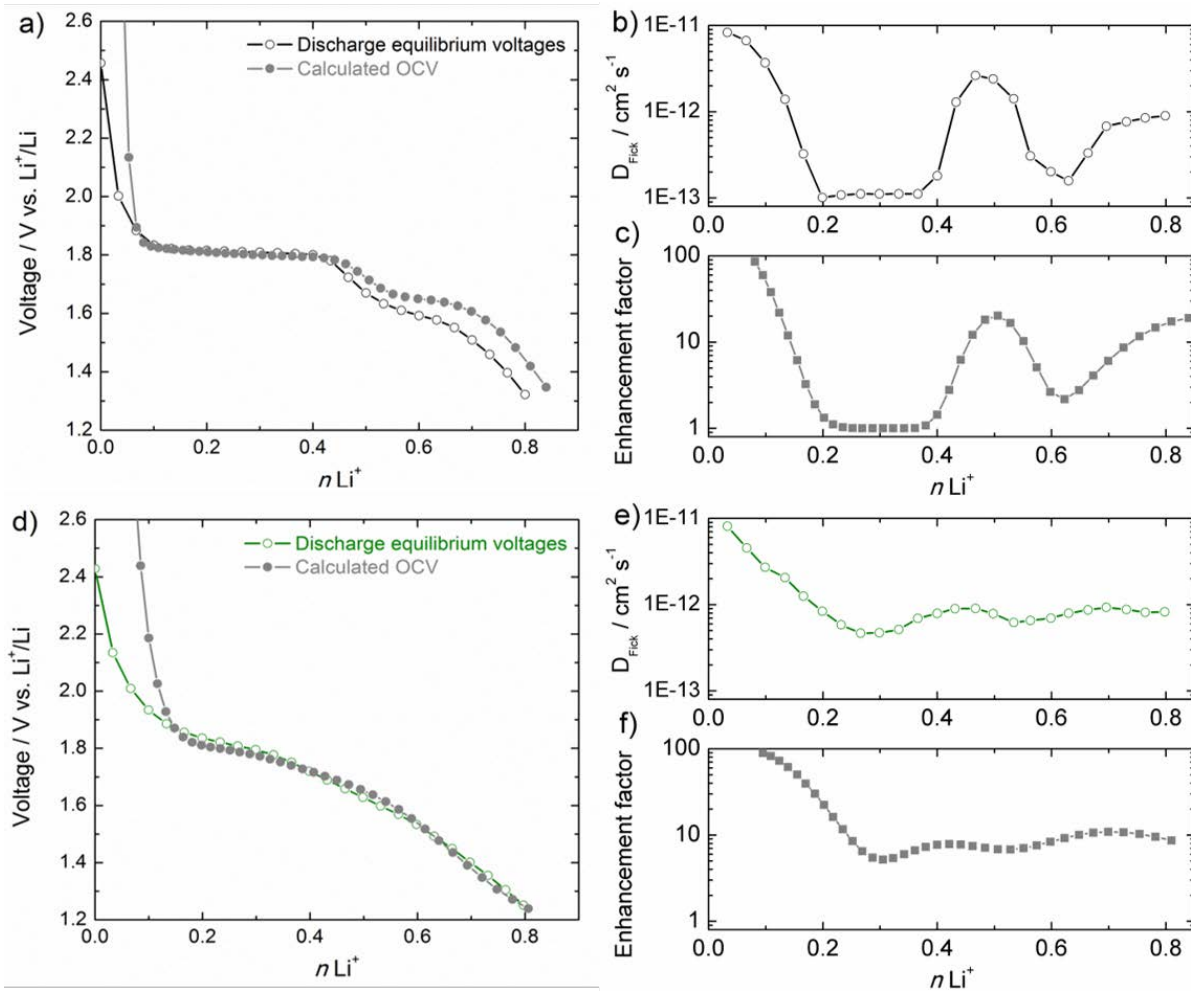 a)
2.6
2.4
2.2
2.0
1.8
1.6
1.4
1.2
Voltage / V vs. Li⁺/Li
Discharge equilibrium voltages
Calculated OCV
0.0 0.2 0.4 0.6 0.8
n Li⁺
b)
1E-11
1E-12
1E-13
D_Fick / cm² s⁻¹
0.0 0.2 0.4 0.6 0.8
c)
100
10
1
Enhancement factor
0.0 0.2 0.4 0.6 0.8
n Li⁺
d)
2.6
2.4
2.2
2.0
1.8
1.6
1.4
1.2
Voltage / V vs. Li⁺/Li
Discharge equilibrium voltages
Calculated OCV
0.0 0.2 0.4 0.6 0.8
n Li⁺
e)
1E-11
1E-12
1E-13
D_Fick / cm² s⁻¹
0.0 0.2 0.4 0.6 0.8
f)
100
10
1
Enhancement factor
0.0 0.2 0.4 0.6 0.8
n Li⁺